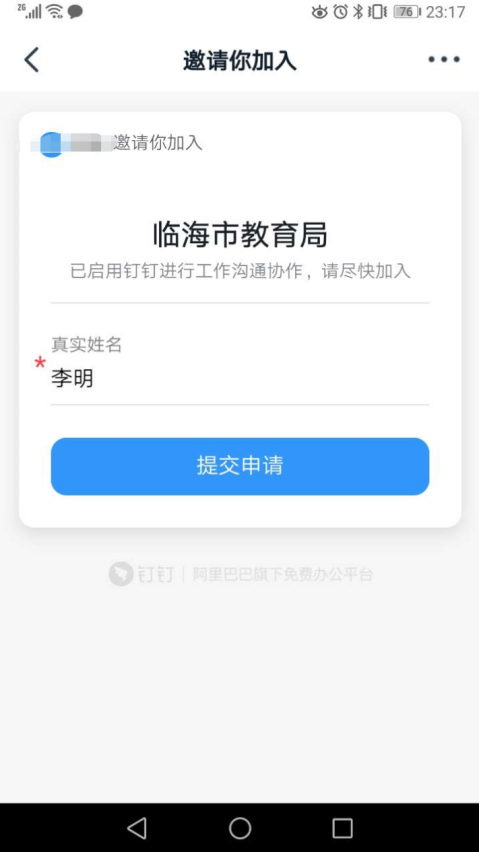 2G
76
23:17
邀请你加入
邀请你加入
临海市教育局
已启用钉钉进行工作沟通协作，请尽快加入
真实姓名
*
李明
提交申请
钉钉｜阿里巴巴旗下免费办公平台